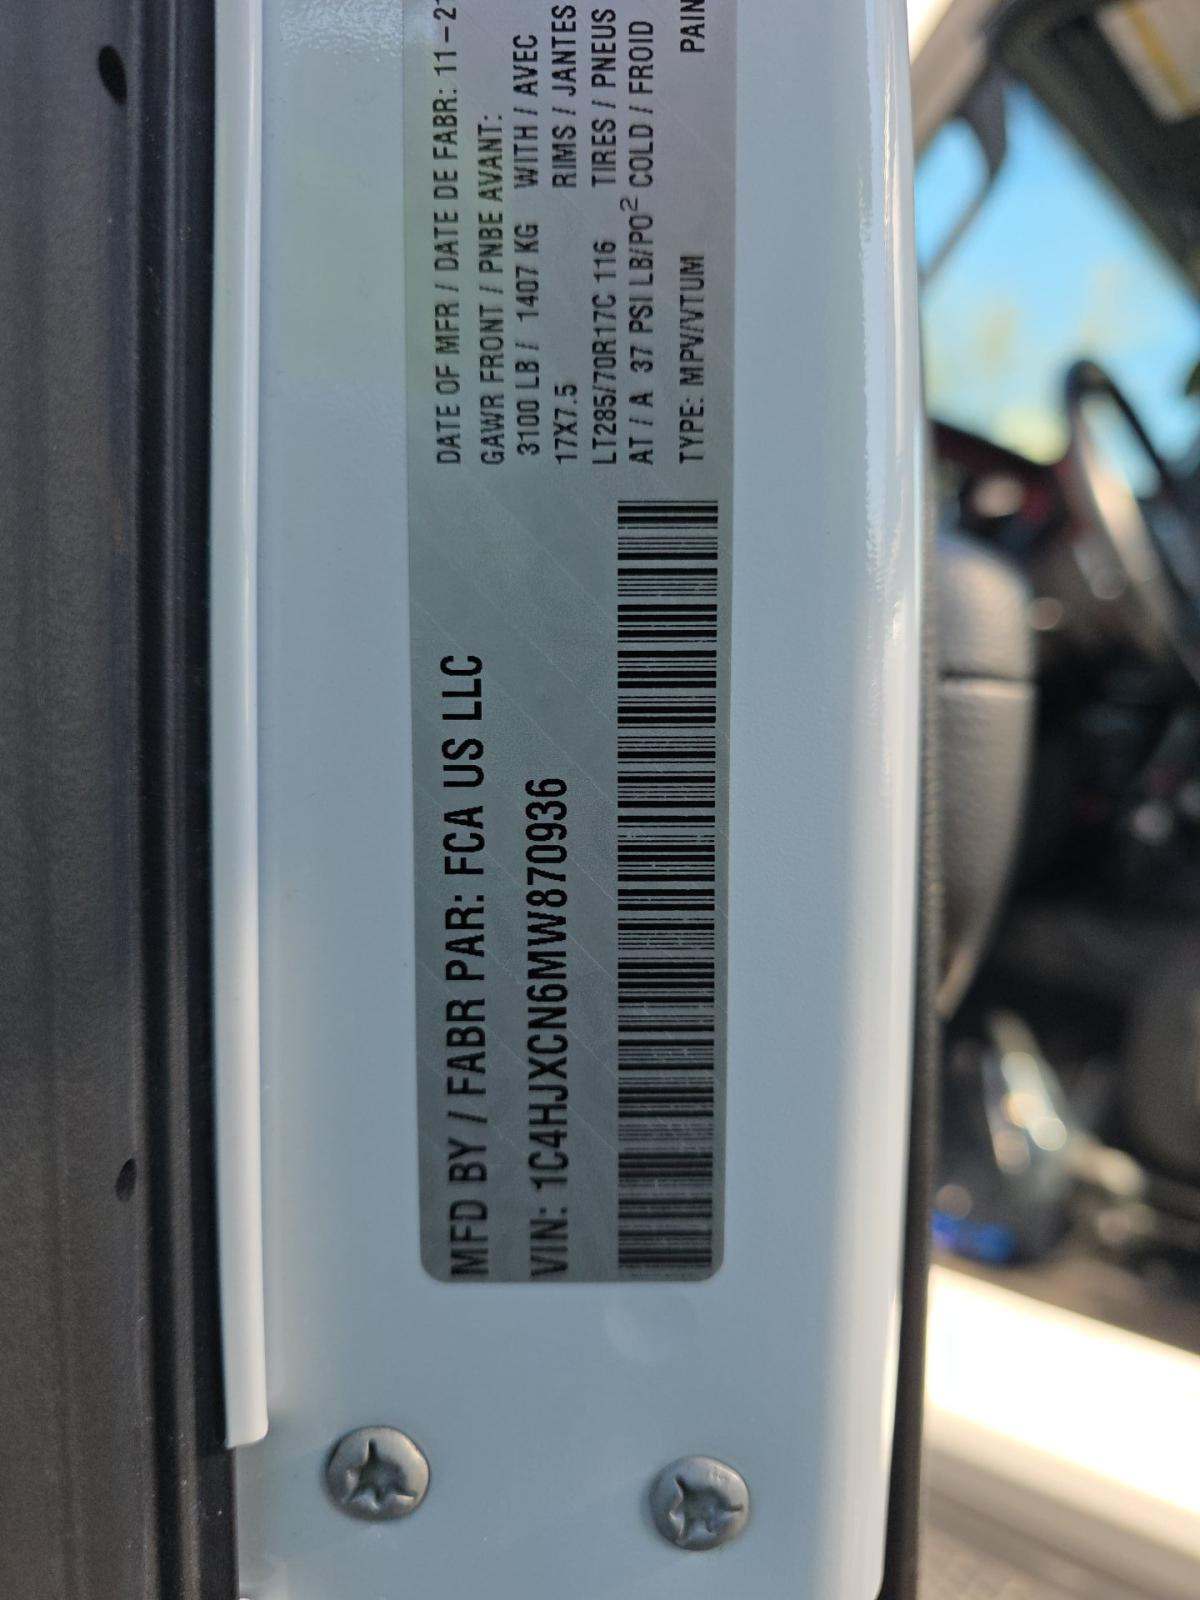 MFD BY / FABR PAR: FCA US LLC
VIN: 1C4HJXCN6MW870936
DATE OF MFR / DATE DE FABR: 11-21
GAWR FRONT / PNBE AVANT:
3100 LB / 1407 KG WITH / AVEC
17X7.5 RIMS / JANTES
LT285/70R17C 116 TIRES / PNEUS
AT / A 37 PSI LB/PO² COLD / FROID
TYPE: MPV/VTUM PAIN